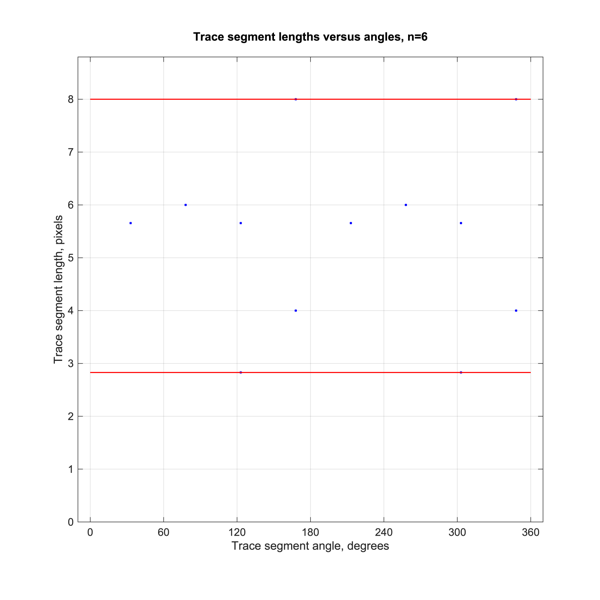 Trace segment lengths versus angles, n=6
8
7
6
5
4
3
2
1
0
Trace segment length, pixels
0 60 120 180 240 300 360
Trace segment angle, degrees